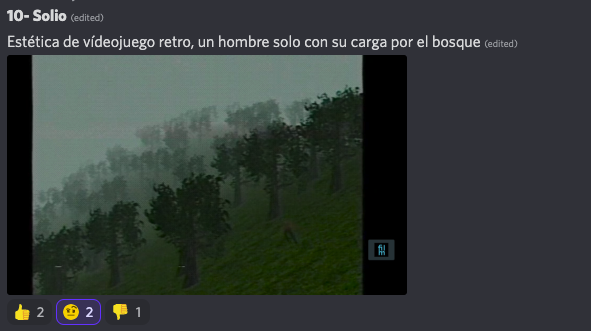 10- Solio (edited)
Estética de vídeojuego retro, un hombre solo con su carga por el bosque (edited)
fil
m
2
2
1